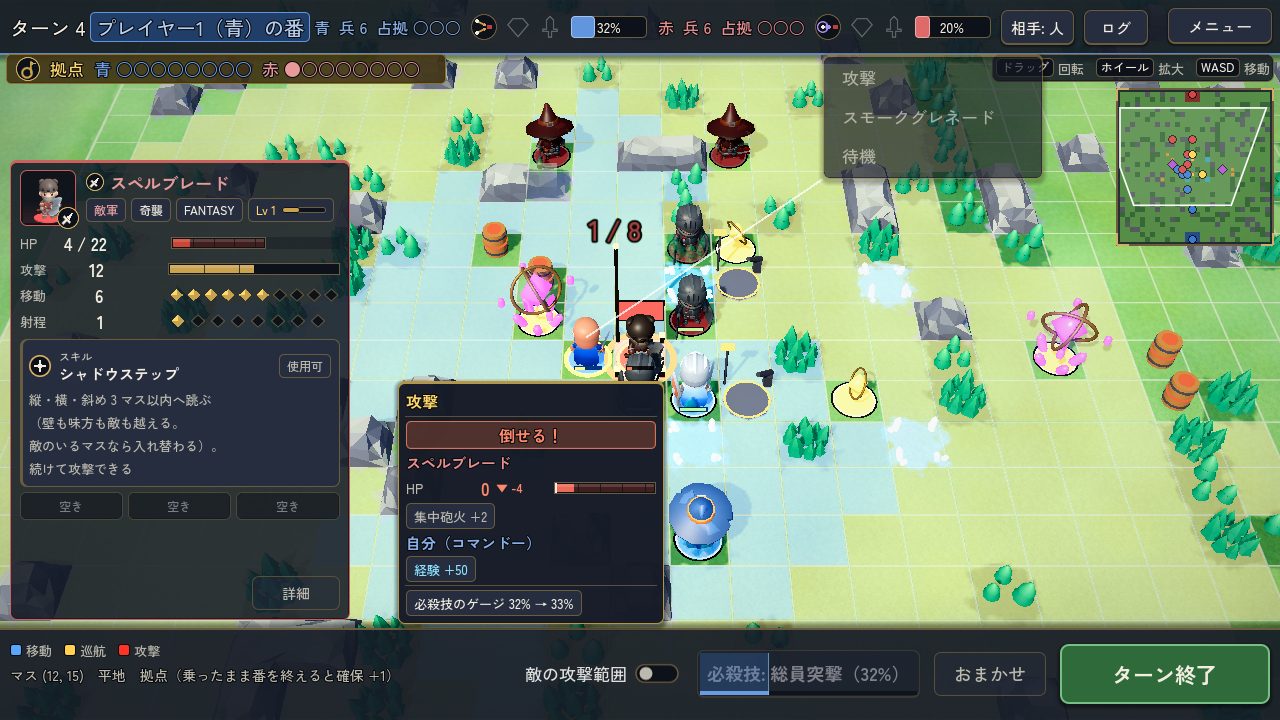 ターン 4 プレイヤー1（青）の番 青 兵 6 占拠 32% 赤 兵 6 占拠 20% 相手: 人 ログ メニュー
拠点 青 赤
ドラッグ 回転 ホイール 拡大 WASD 移動
攻撃
スモークグレネード
待機
スペルブレード
敵軍 奇襲 FANTASY Lv 1
HP 4 / 22
攻撃 12
移動 6
射程 1
スキル
シャドウステップ
使用可
縦・横・斜め 3 マス以内へ跳ぶ
（岩も味方も敵も越える。
敵のいるマスなら入れ替わる）。
続けて攻撃できる
空き 空き 空き
詳細
1 / 8
攻撃
倒せる！
スペルブレード
HP 0 ▼ -4
集中砲火 +2
自分（コマンドー）
経験 +50
必殺技のゲージ 32% → 33%
移動 巡航 攻撃
マス (13, 15) 平地 拠点（乗ったまま番を終えると確保 +1）
敵の攻撃範囲
必殺技: 総員突撃（32%）
おまかせ
ターン終了